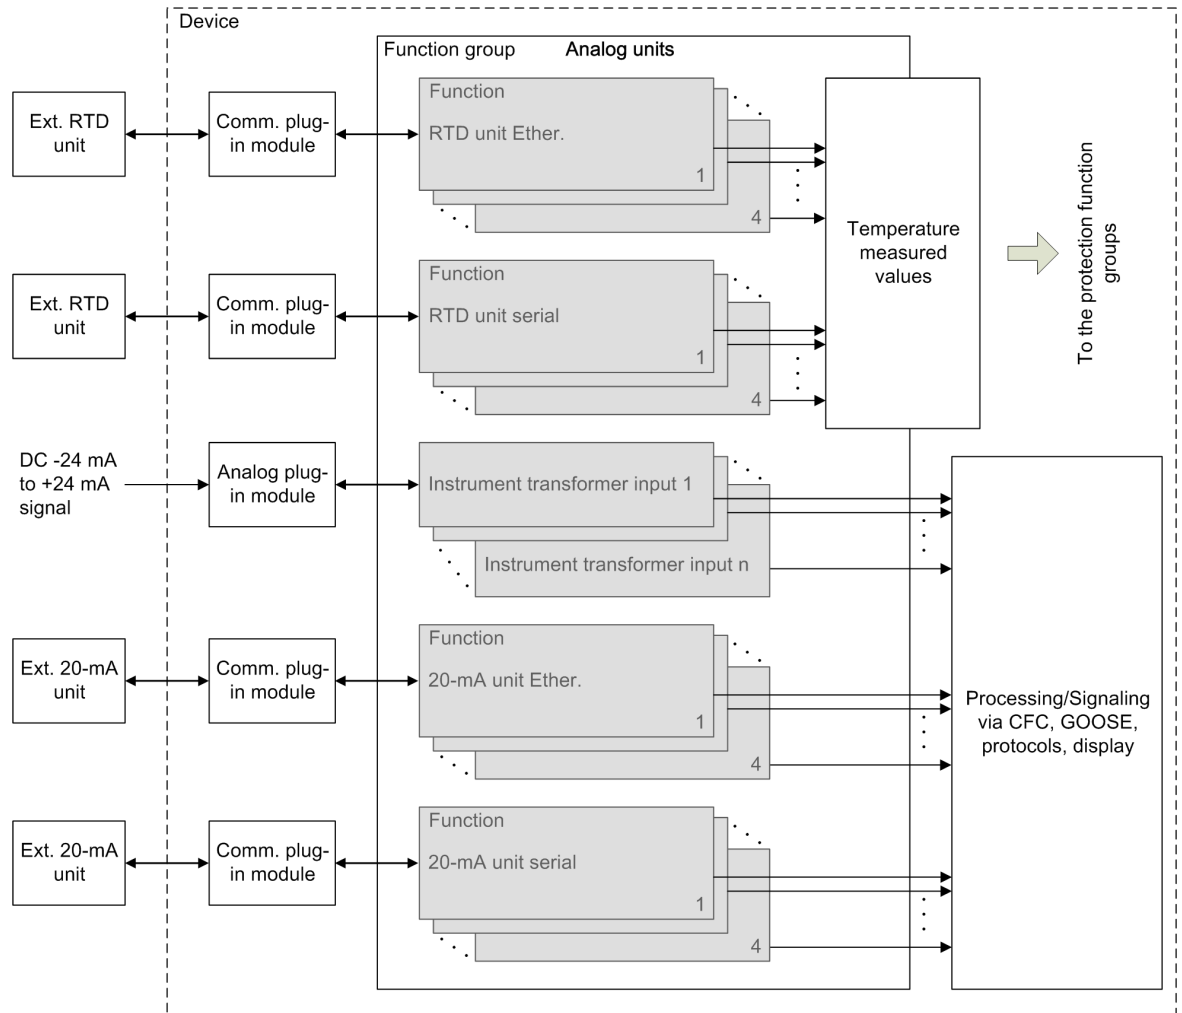 Device
Function group
Analog units
Ext. RTD
unit
Comm. plug-
in module
Function
RTD unit Ether.
1
4
Temperature
measured
values
To the protection function
groups
Ext. RTD
unit
Comm. plug-
in module
Function
RTD unit serial
1
4
DC -24 mA
to +24 mA
signal
Analog plug-
in module
Instrument transformer input 1
Instrument transformer input n
Ext. 20-mA
unit
Comm. plug-
in module
Function
20-mA unit Ether.
1
4
Processing/Signaling
via CFC, GOOSE,
protocols, display
Ext. 20-mA
unit
Comm. plug-
in module
Function
20-mA unit serial
1
4